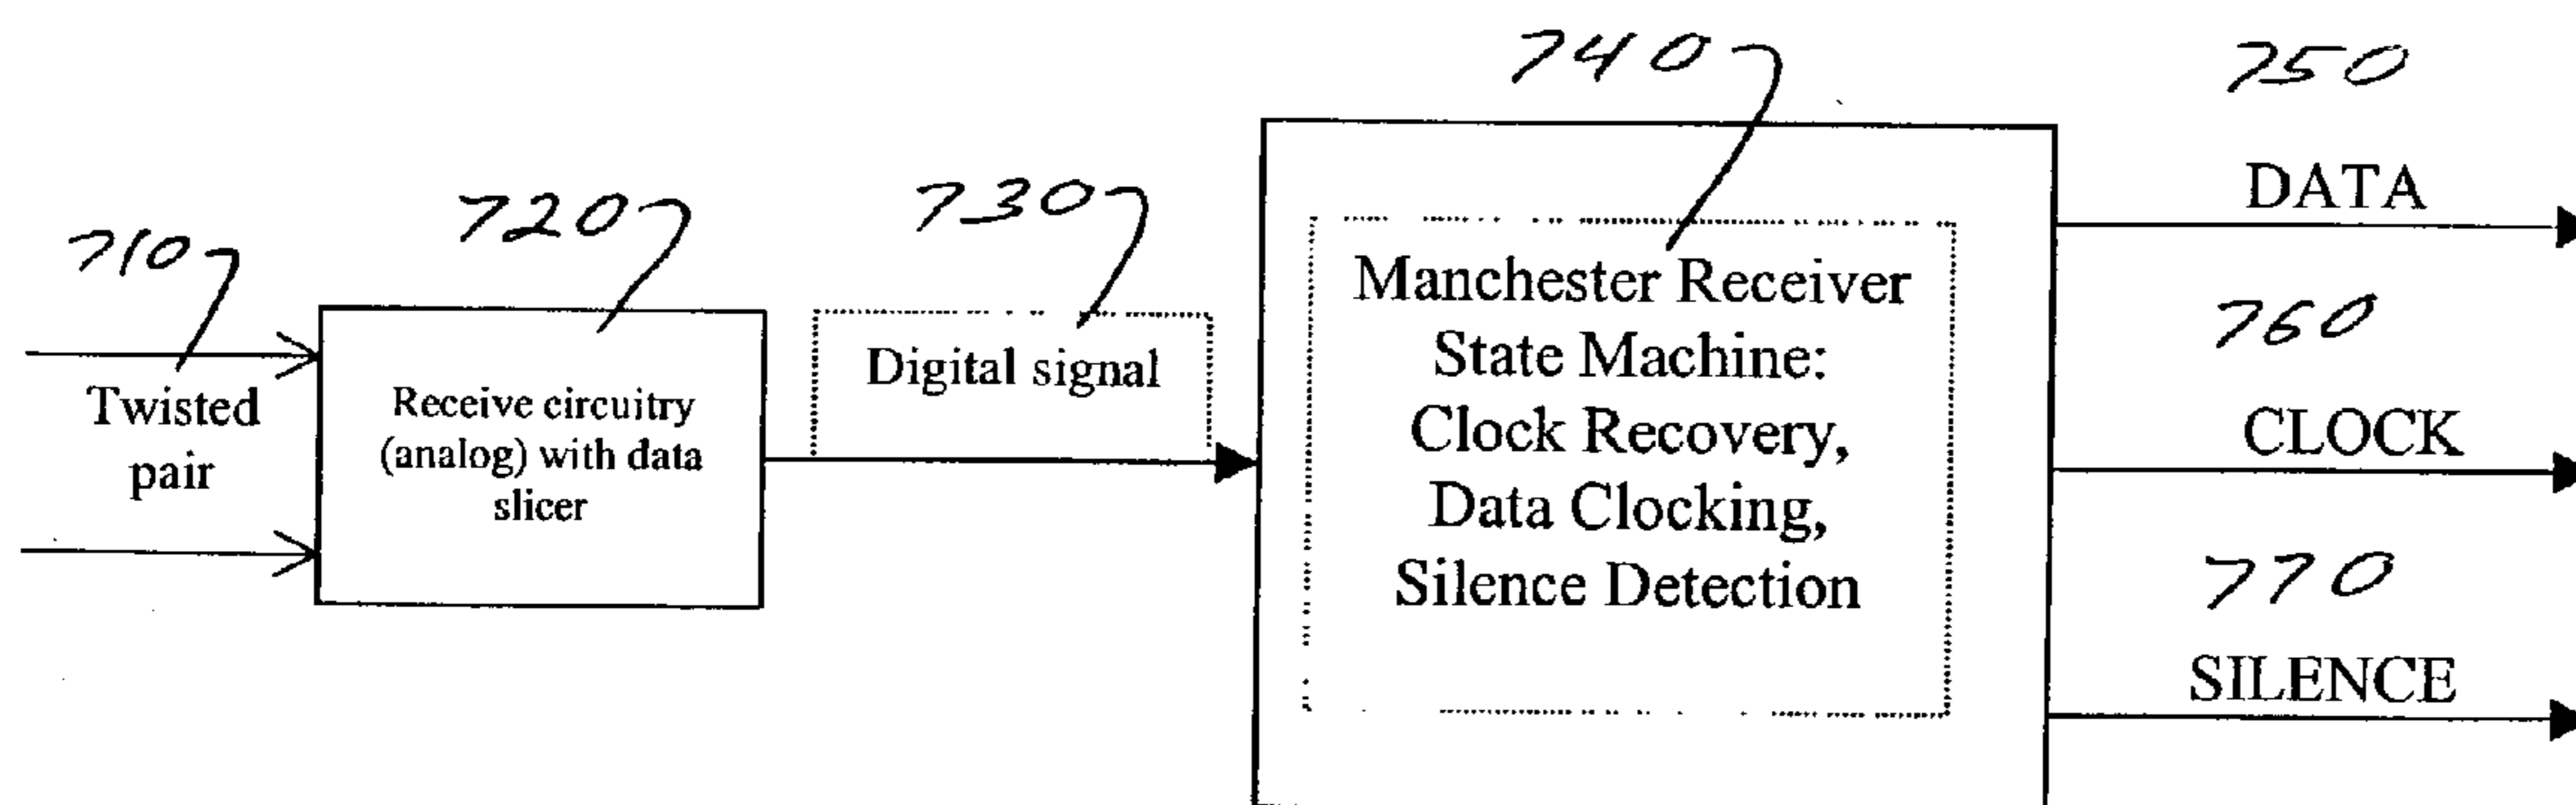 740
750
DATA
720
730
710
Manchester Receiver
State Machine:
Clock Recovery,
Data Clocking,
Silence Detection
760
CLOCK
Digital signal
Twisted
pair
Receive circuitry
(analog) with data
slicer
770
SILENCE